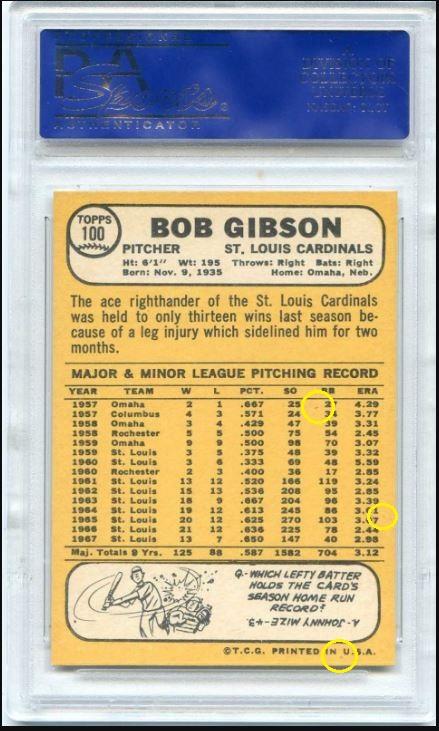 PSA
Sports
AUTHENTICATOR
A
DIVISION OF
COLLECTORS
UNIVERSE
NASDAQ: CLCT
TOPPS
100
BOB GIBSON
PITCHER ST. LOUIS CARDINALS
Ht: 6'1" Wt: 195 Throws: Right Bats: Right
Born: Nov. 9, 1935 Home: Omaha, Neb.
The ace righthander of the St. Louis Cardinals
was held to only thirteen wins last season be-
cause of a leg injury which sidelined him for two
months.
MAJOR & MINOR LEAGUE PITCHING RECORD
YEAR TEAM W L PCT. SO BB ERA
1957 Omaha 2 1 .667 25 27 4.29
1957 Columbus 4 3 .571 24 34 3.77
1958 Omaha 3 4 .429 47 39 3.31
1958 Rochester 5 5 .500 75 54 2.45
1959 Omaha 9 9 .500 98 70 3.07
1959 St. Louis 3 5 .375 48 39 3.32
1960 St. Louis 3 6 .333 69 48 5.59
1960 Rochester 2 3 .400 36 17 2.85
1961 St. Louis 13 12 .520 166 119 3.24
1962 St. Louis 15 13 .536 208 95 2.85
1963 St. Louis 18 9 .667 204 96 3.39
1964 St. Louis 19 12 .613 245 86 3.01
1965 St. Louis 20 12 .625 270 103 3.07
1966 St. Louis 21 12 .636 225 78 2.44
1967 St. Louis 13 7 .650 147 40 2.98
Maj. Totals 9 Yrs. 125 88 .587 1582 704 3.12
Q-WHICH LEFTY BATTER
HOLDS THE CARD'S
SEASON HOME RUN
RECORD?
A-JOHNNY MIZE-43.
©T.C.G. PRINTED IN U.S.A.